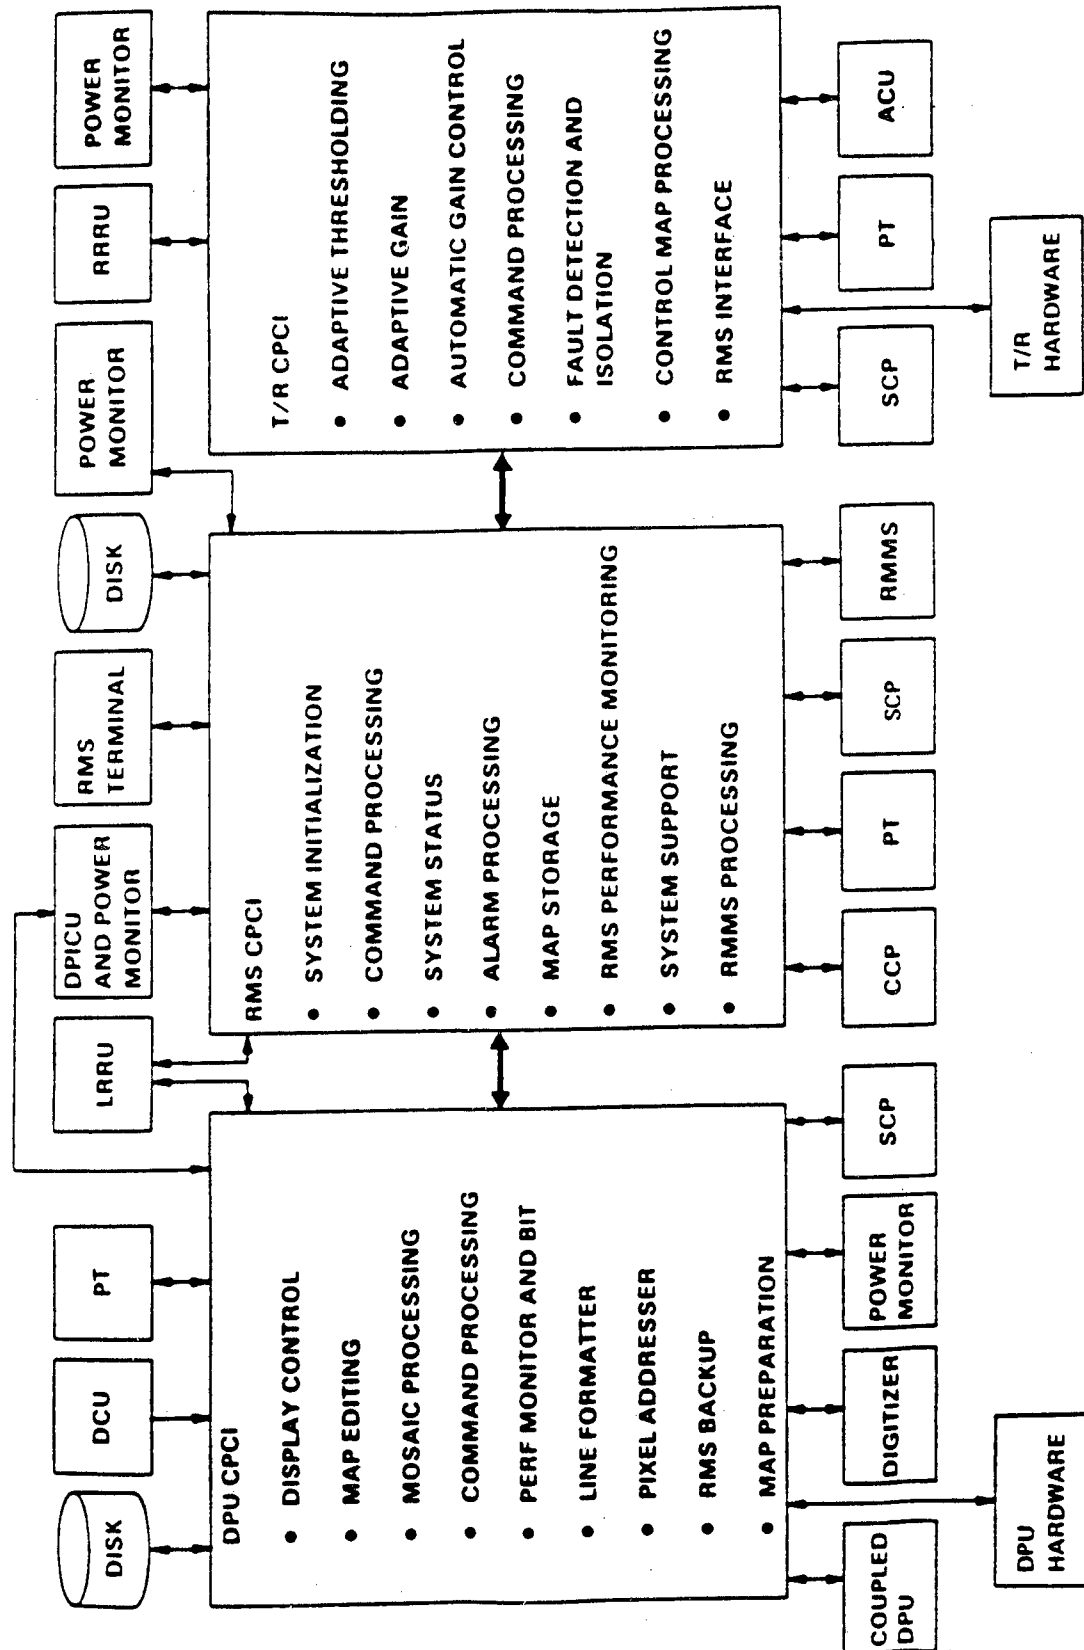 DISK
DCU
PT
LRRU
DPICU
AND POWER
MONITOR
RMS
TERMINAL
DISK
POWER
MONITOR
RRRU
POWER
MONITOR
DPU CPCI
• DISPLAY CONTROL
• MAP EDITING
• MOSAIC PROCESSING
• COMMAND PROCESSING
• PERF MONITOR AND BIT
• LINE FORMATTER
• PIXEL ADDRESSER
• RMS BACKUP
• MAP PREPARATION
RMS CPCI
• SYSTEM INITIALIZATION
• COMMAND PROCESSING
• SYSTEM STATUS
• ALARM PROCESSING
• MAP STORAGE
• RMS PERFORMANCE MONITORING
• SYSTEM SUPPORT
• RMMS PROCESSING
T/R CPCI
• ADAPTIVE THRESHOLDING
• ADAPTIVE GAIN
• AUTOMATIC GAIN CONTROL
• COMMAND PROCESSING
• FAULT DETECTION AND
ISOLATION
• CONTROL MAP PROCESSING
• RMS INTERFACE
COUPLED
DPU
DIGITIZER
POWER
MONITOR
SCP
CCP
PT
SCP
RMMS
SCP
PT
ACU
DPU
HARDWARE
T/R
HARDWARE